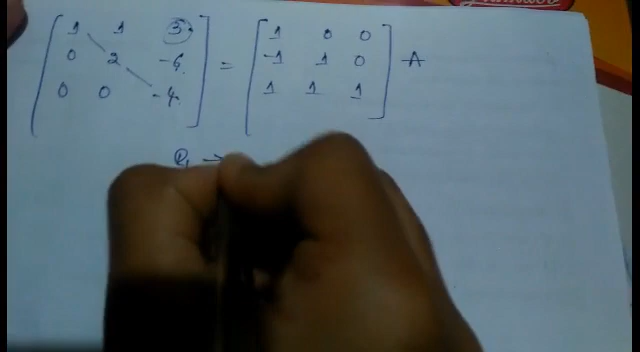 1 1 3 1 0 0
0 2 -6 = -1 1 0 A
0 0 -4 1 1 1
R₁ →